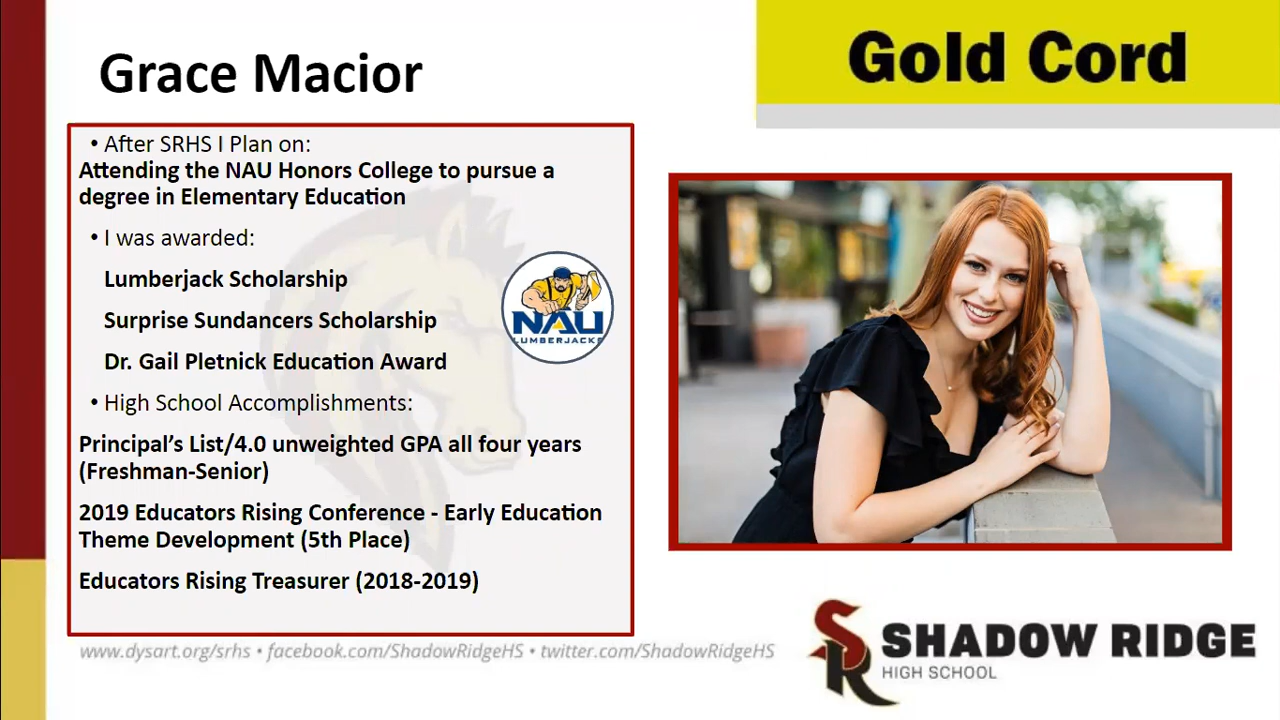 Grace Macior
Gold Cord
• After SRHS I Plan on:
Attending the NAU Honors College to pursue a
degree in Elementary Education
• I was awarded:
Lumberjack Scholarship
Surprise Sundancers Scholarship
Dr. Gail Pletnick Education Award
NAU
LUMBERJACKS
• High School Accomplishments:
Principal’s List/4.0 unweighted GPA all four years
(Freshman-Senior)
2019 Educators Rising Conference - Early Education
Theme Development (5th Place)
Educators Rising Treasurer (2018-2019)
www.dysart.org/srhs • facebook.com/ShadowRidgeHS • twitter.com/ShadowRidgeHS
SR
SHADOW RIDGE
HIGH SCHOOL